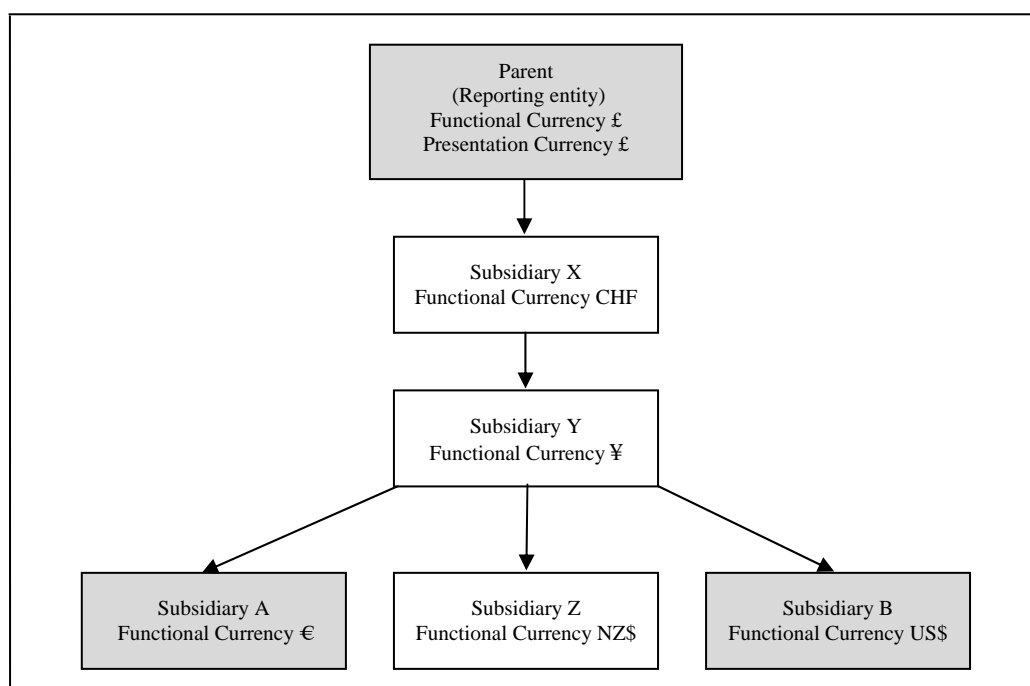 Parent
(Reporting entity)
Functional Currency £
Presentation Currency £
Subsidiary X
Functional Currency CHF
Subsidiary Y
Functional Currency ¥
Subsidiary A
Functional Currency €
Subsidiary Z
Functional Currency NZ$
Subsidiary B
Functional Currency US$